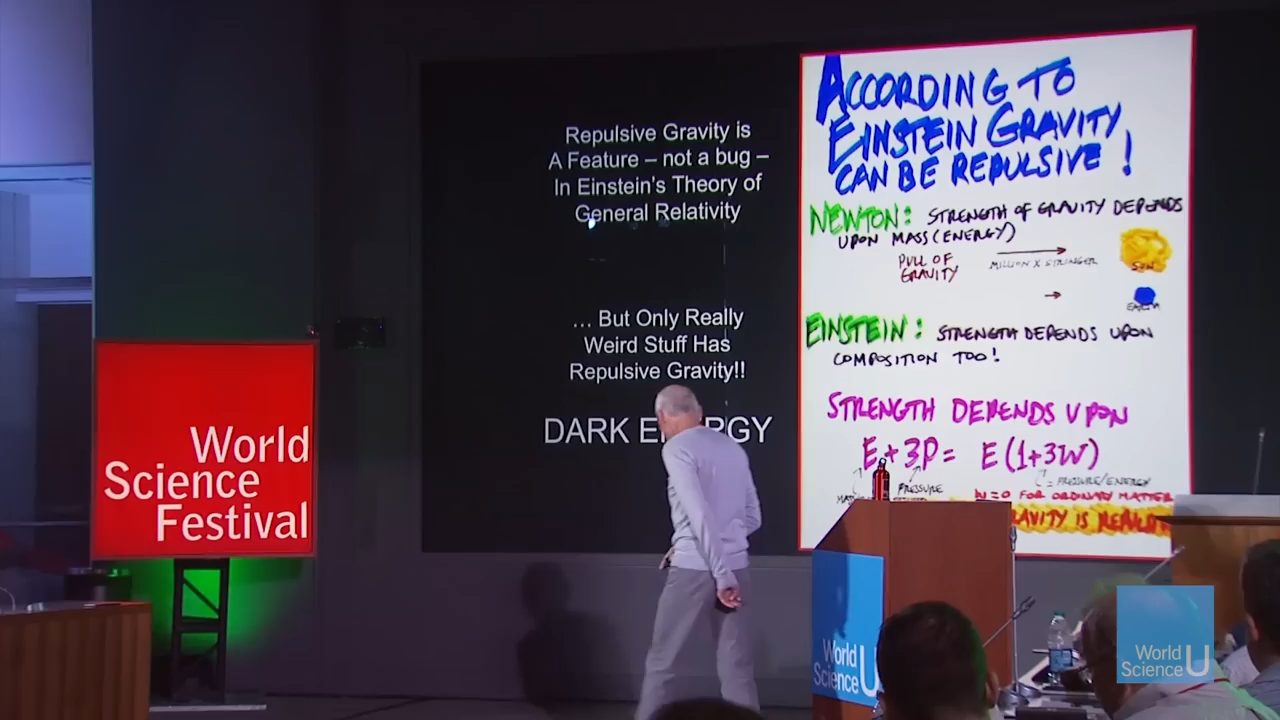 Repulsive Gravity is
A Feature – not a bug –
In Einstein's Theory of
General Relativity
... But Only Really
Weird Stuff Has
Repulsive Gravity!!
DARK E RGY
ACCORDING TO
EINSTEIN GRAVITY
CAN BE REPULSIVE!
NEWTON: STRENGTH OF GRAVITY DEPENDS
UPON MASS (ENERGY)
PULL OF
GRAVITY
MILLION X STRONGER
SUN
EARTH
EINSTEIN: STRENGTH DEPENDS UPON
COMPOSITION TOO!
STRENGTH DEPENDS UPON
E+3P= E(1+3W)
PRESSURE
= PRESSURE/ENERGY
W=0 FOR ORDINARY MATTER
AVITY IS REPUL
World
Science
Festival
World
Science U
World
Science U